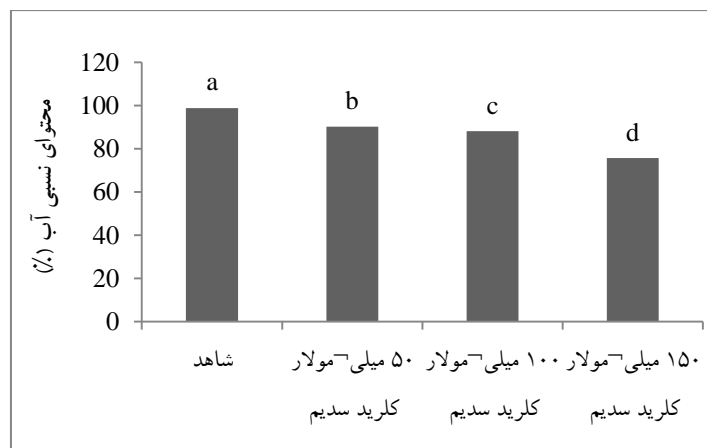 محتوای نسبی آب (٪)
120
100
80
60
40
20
0
a
b
c
d
شاهد
۵۰ میلی¬مولار
کلرید سدیم
۱۰۰ میلی¬مولار
کلرید سدیم
۱۵۰ میلی¬مولار
کلرید سدیم